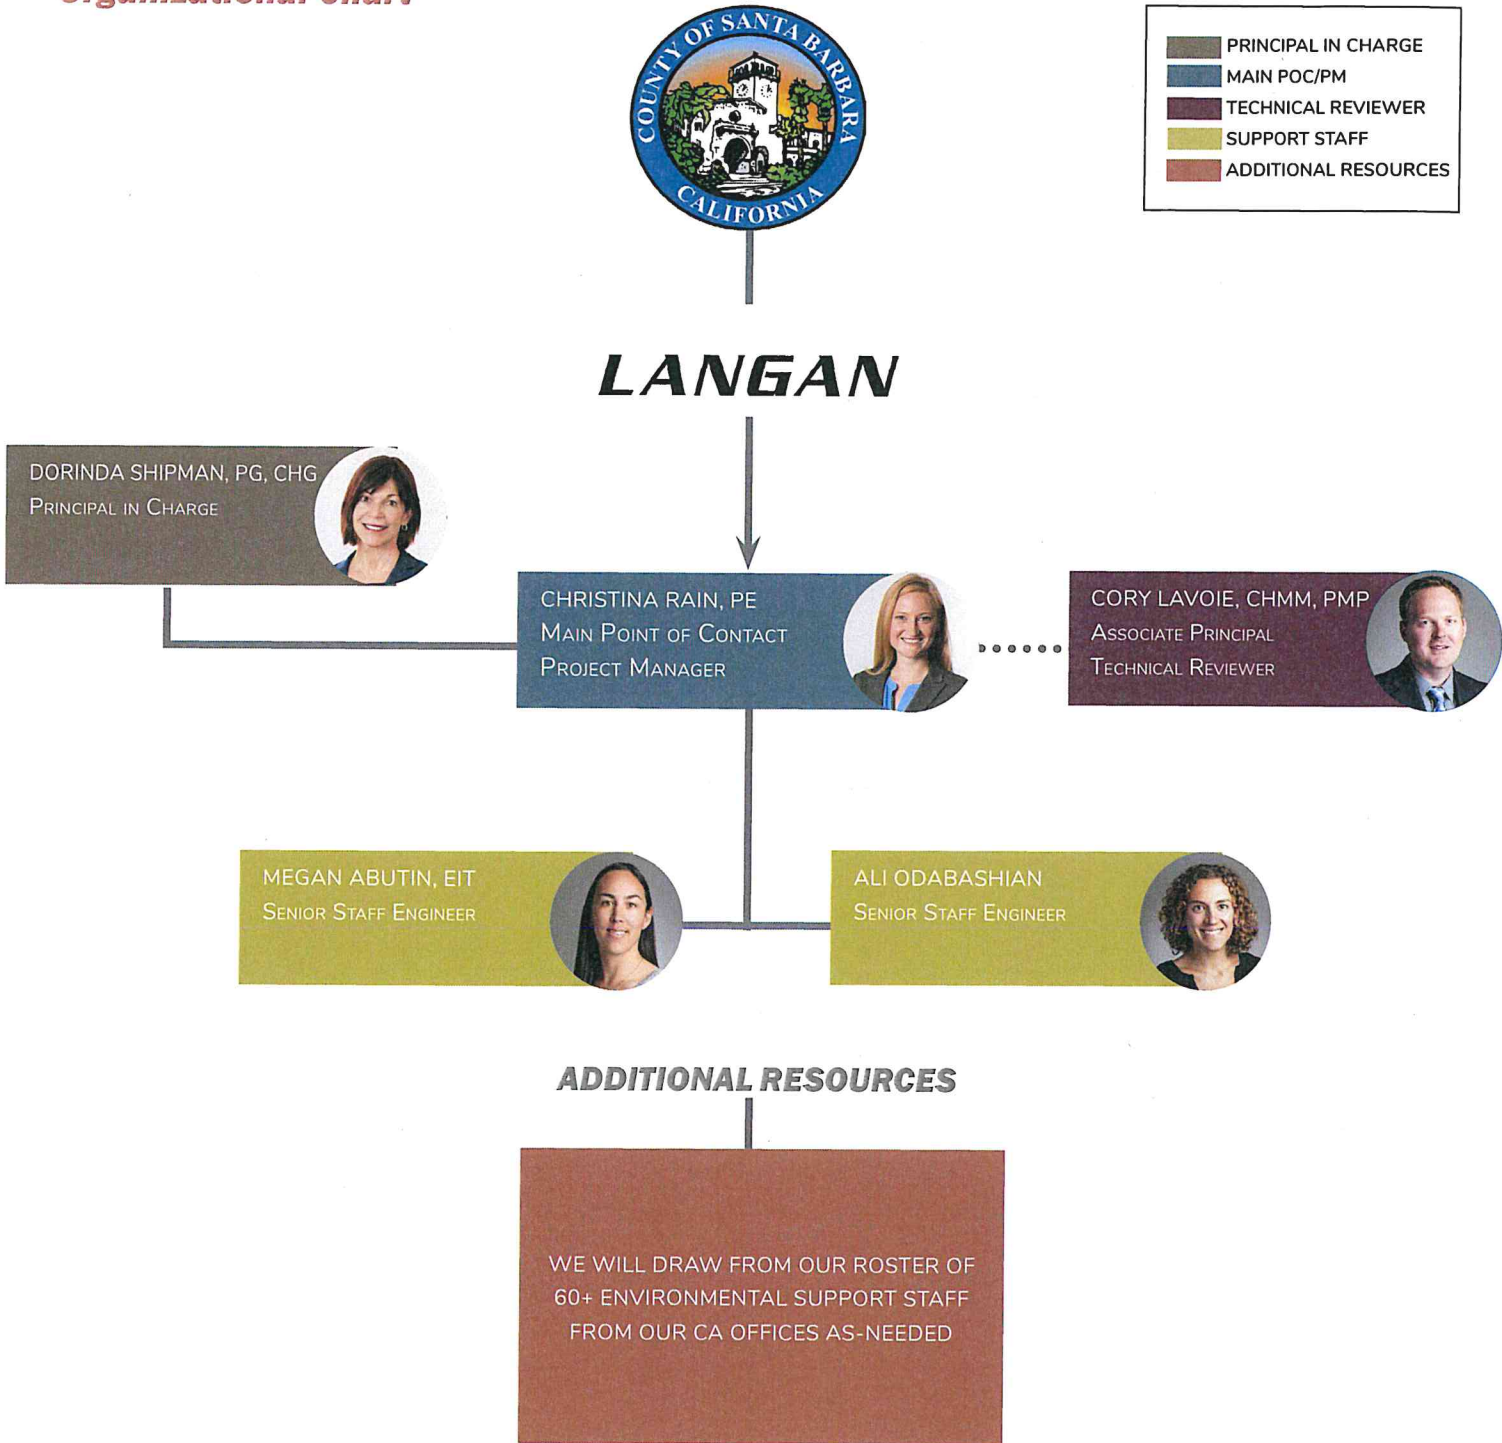 Organizational Chart
COUNTY OF SANTA BARBARA
CALIFORNIA
PRINCIPAL IN CHARGE
MAIN POC/PM
TECHNICAL REVIEWER
SUPPORT STAFF
ADDITIONAL RESOURCES
LANGAN
DORINDA SHIPMAN, PG, CHG
PRINCIPAL IN CHARGE
CHRISTINA RAIN, PE
MAIN POINT OF CONTACT
PROJECT MANAGER
CORY LAVOIE, CHMM, PMP
ASSOCIATE PRINCIPAL
TECHNICAL REVIEWER
MEGAN ABUTIN, EIT
SENIOR STAFF ENGINEER
ALI ODABASHIAN
SENIOR STAFF ENGINEER
ADDITIONAL RESOURCES
WE WILL DRAW FROM OUR ROSTER OF
60+ ENVIRONMENTAL SUPPORT STAFF
FROM OUR CA OFFICES AS-NEEDED